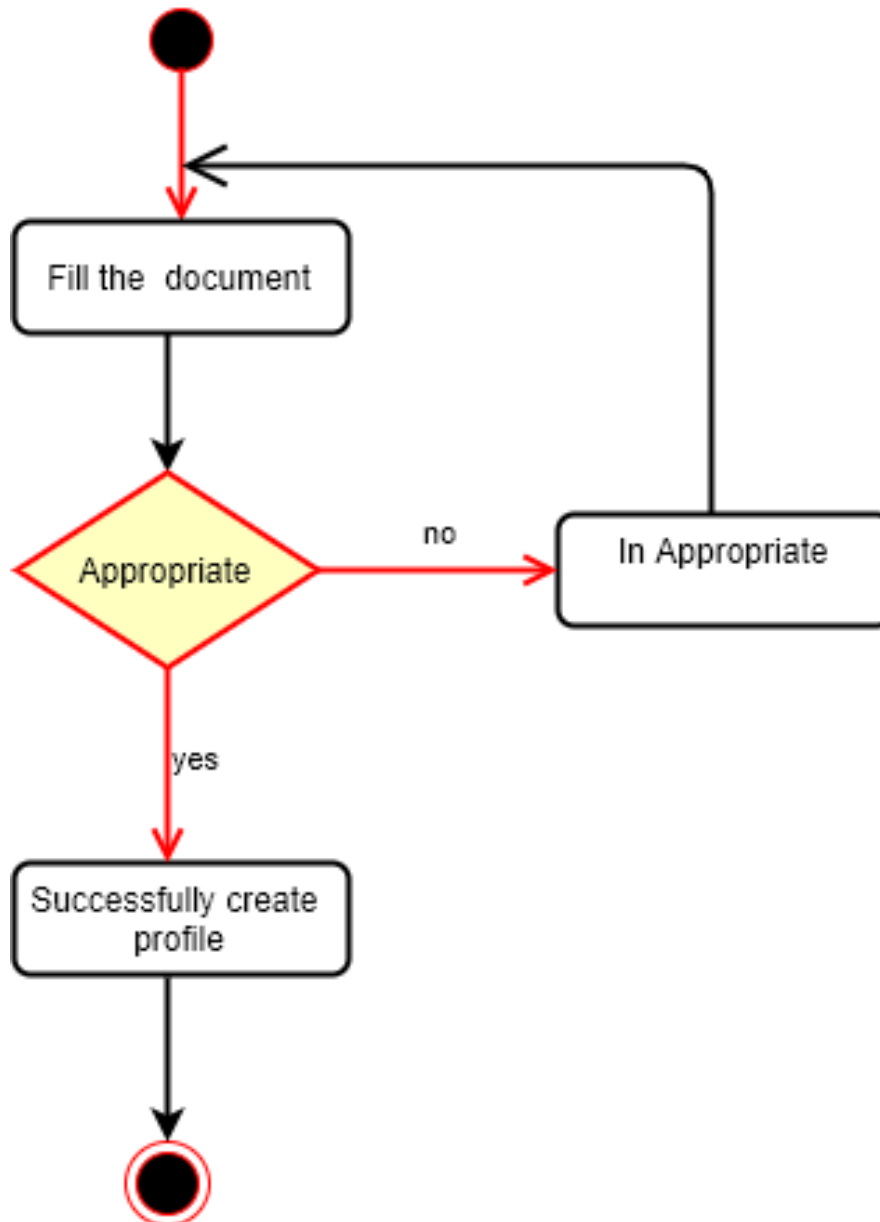 Fill the document
Appropriate
no
In Appropriate
yes
Successfully create
profile